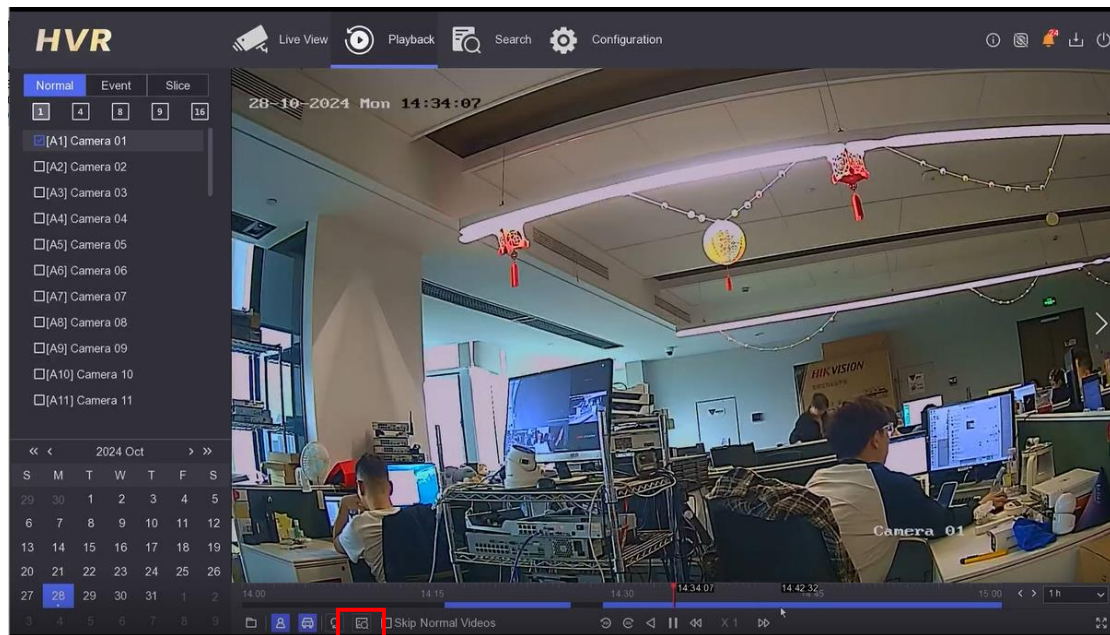 HVR
Live View
Playback
Search
Configuration
24
Normal
Event
Slice
1
4
8
9
16
[A1] Camera 01
[A2] Camera 02
[A3] Camera 03
[A4] Camera 04
[A5] Camera 05
[A6] Camera 06
[A7] Camera 07
[A8] Camera 08
[A9] Camera 09
[A10] Camera 10
[A11] Camera 11
2024 Oct
S M T W T F S
29 30 1 2 3 4 5
6 7 8 9 10 11 12
13 14 15 16 17 18 19
20 21 22 23 24 25 26
27 28 29 30 31 1 2
3 4 5 6 7 8 9
28-10-2024 Mon 14:34:07
HIKVISION
Camera 01
14:00
14:15
14:30
14:34:07
14:42:32
14:45
15:00
1 h
Skip Normal Videos
X 1